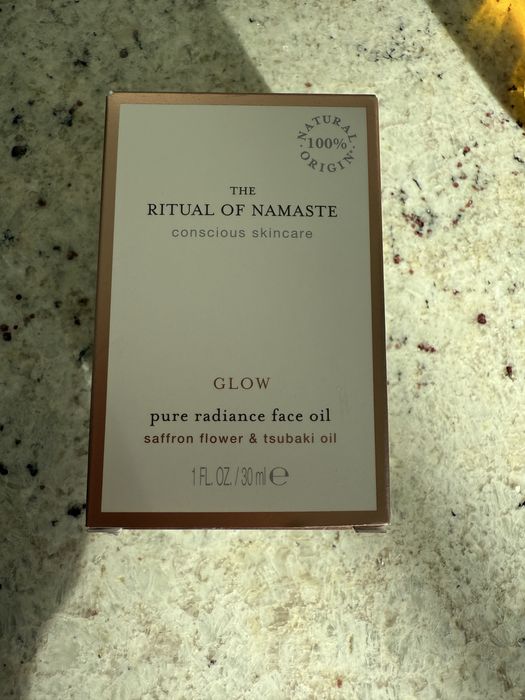 NATURAL
100%
ORIGIN
THE
RITUAL OF NAMASTE
conscious skincare
GLOW
pure radiance face oil
saffron flower & tsubaki oil
1 FL. OZ. / 30 ml ℮